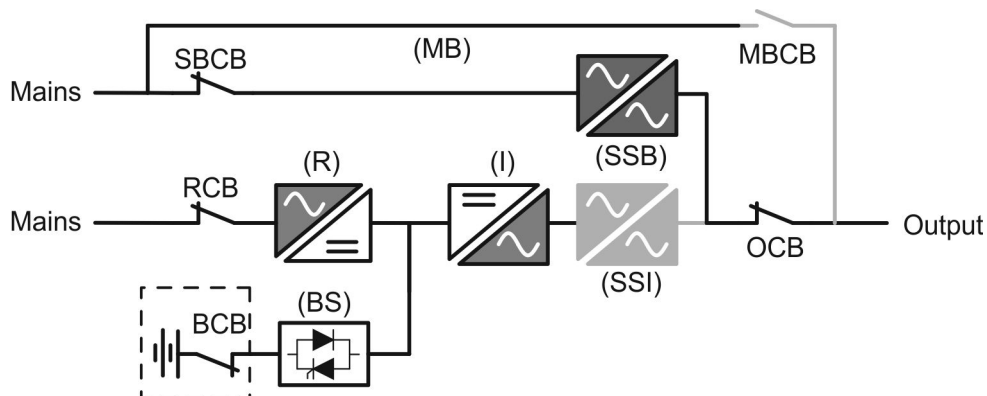 (MB)
MBCB
SBCB
Mains
(SSB)
(R)
(I)
RCB
Mains
Output
OCB
(SSI)
(BS)
BCB